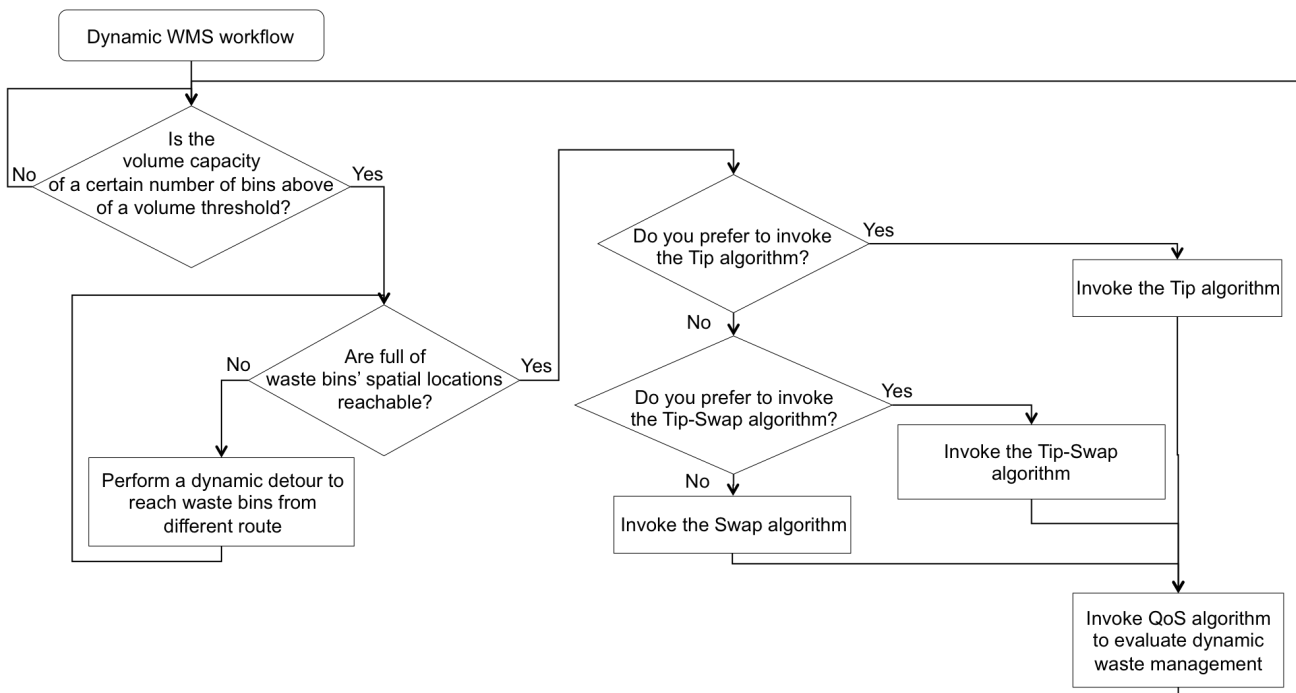 Dynamic WMS workflow
Is the
volume capacity
of a certain number of bins above
of a volume threshold?
No
Yes
Are full of
waste bins' spatial locations
reachable?
No
Yes
Perform a dynamic detour to
reach waste bins from
different route
Do you prefer to invoke
the Tip algorithm?
Yes
No
Invoke the Tip algorithm
Do you prefer to invoke
the Tip-Swap algorithm?
Yes
No
Invoke the Tip-Swap
algorithm
Invoke the Swap algorithm
Invoke QoS algorithm
to evaluate dynamic
waste management